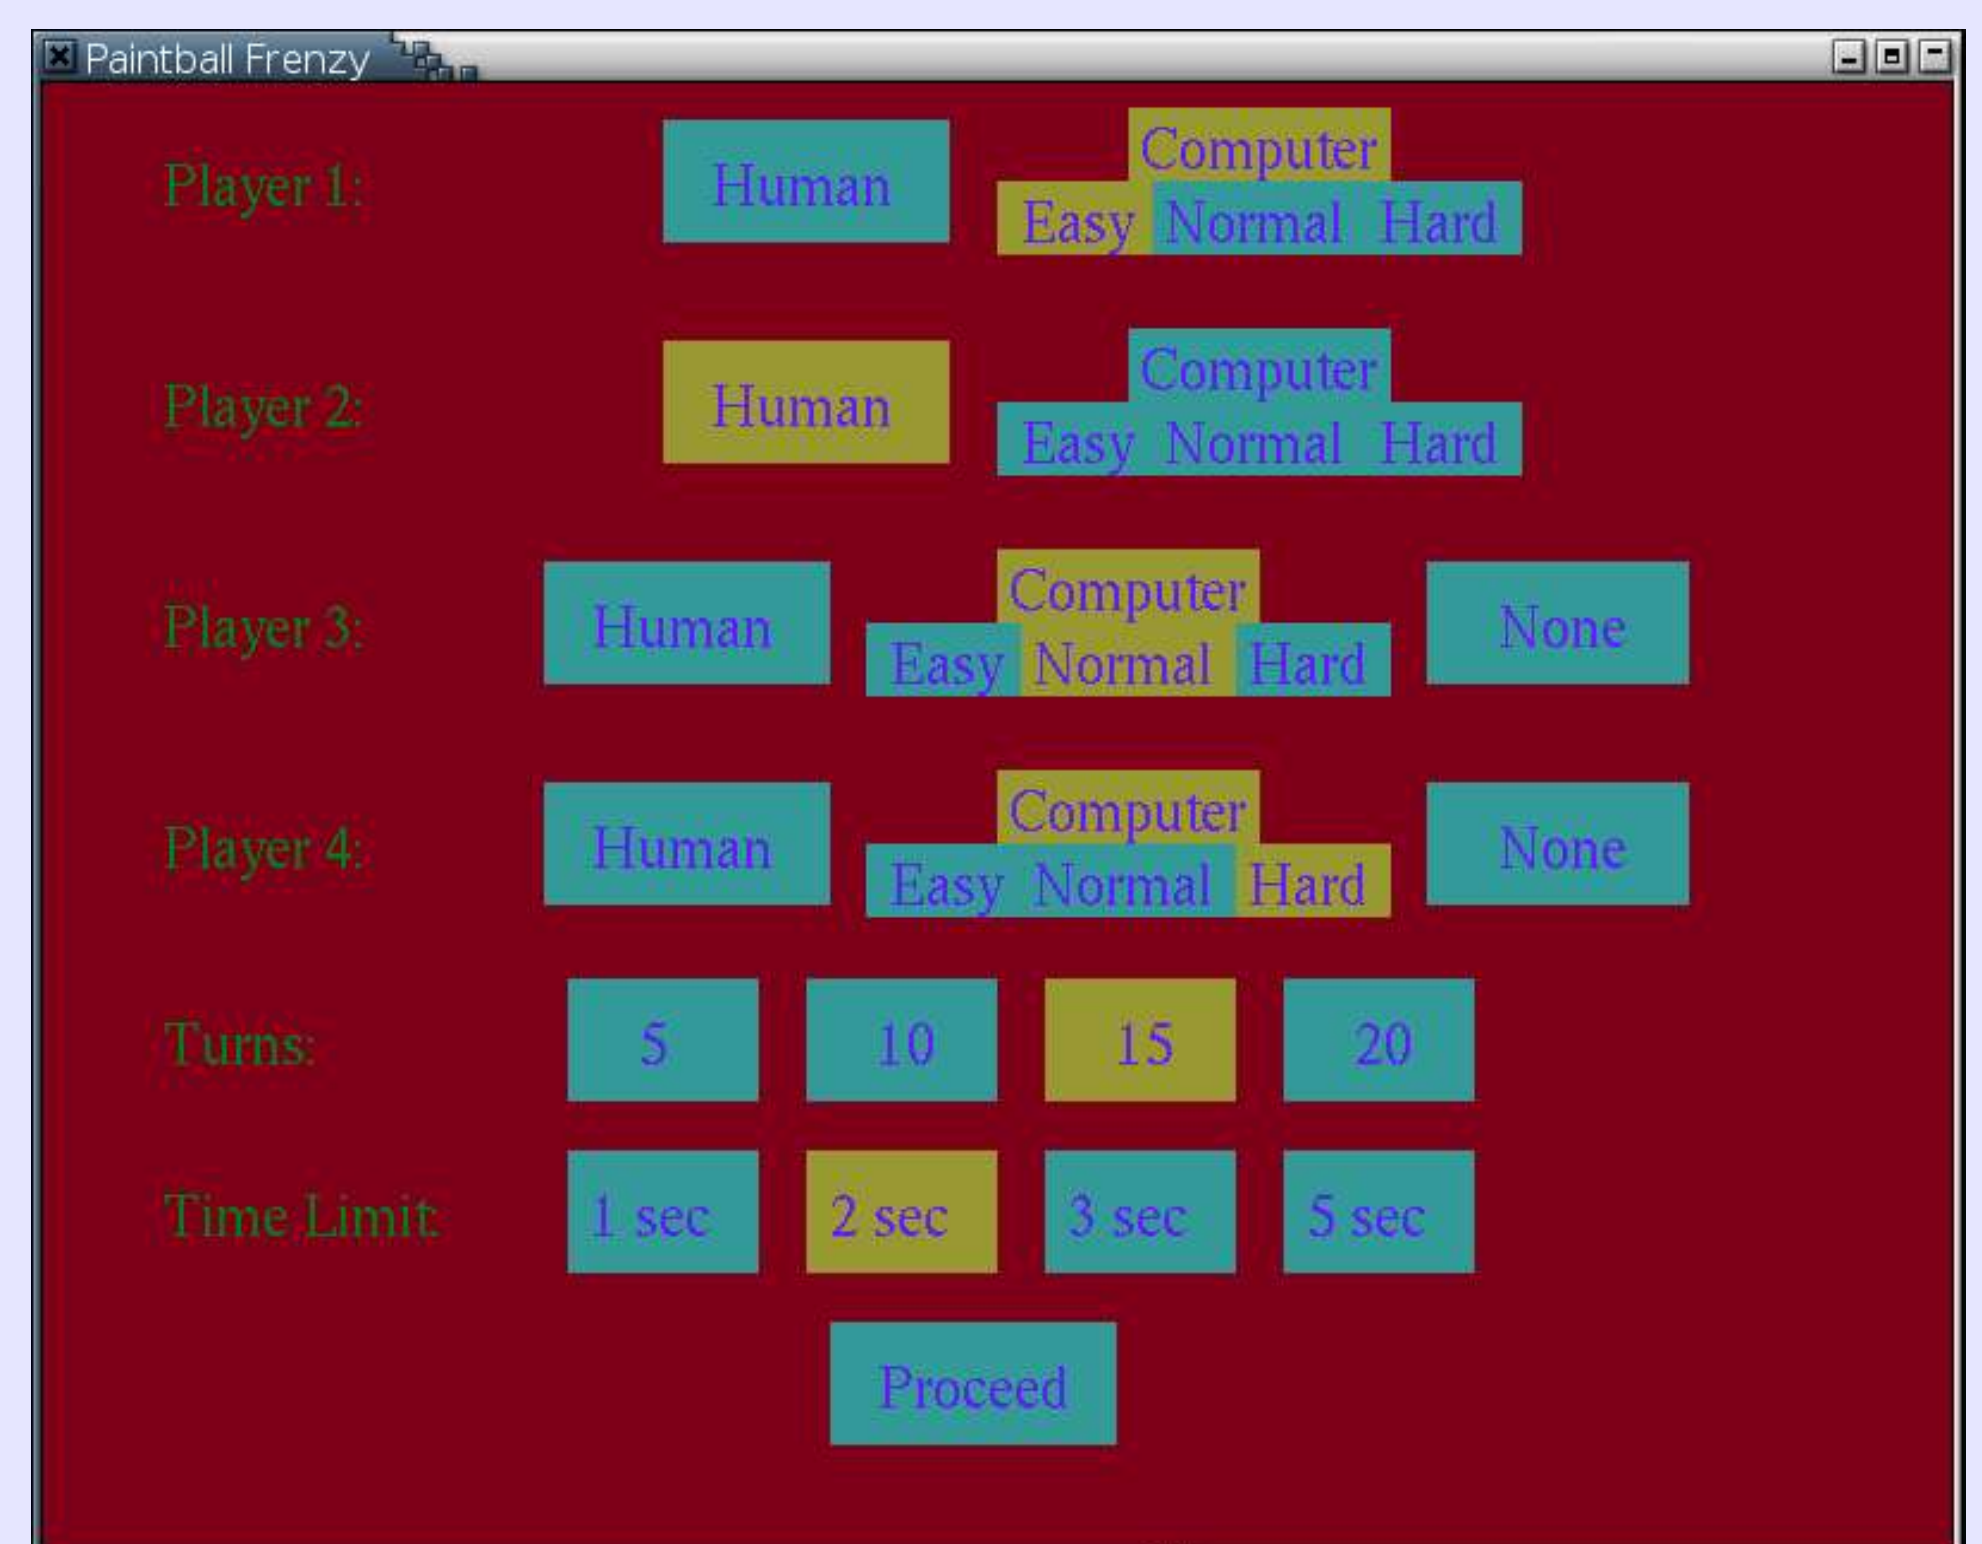 Paintball Frenzy
Player 1: Human Computer
Easy Normal Hard
Player 2: Human Computer
Easy Normal Hard
Player 3: Human Computer None
Easy Normal Hard
Player 4: Human Computer None
Easy Normal Hard
Turns: 5 10 15 20
Time Limit: 1 sec 2 sec 3 sec 5 sec
Proceed